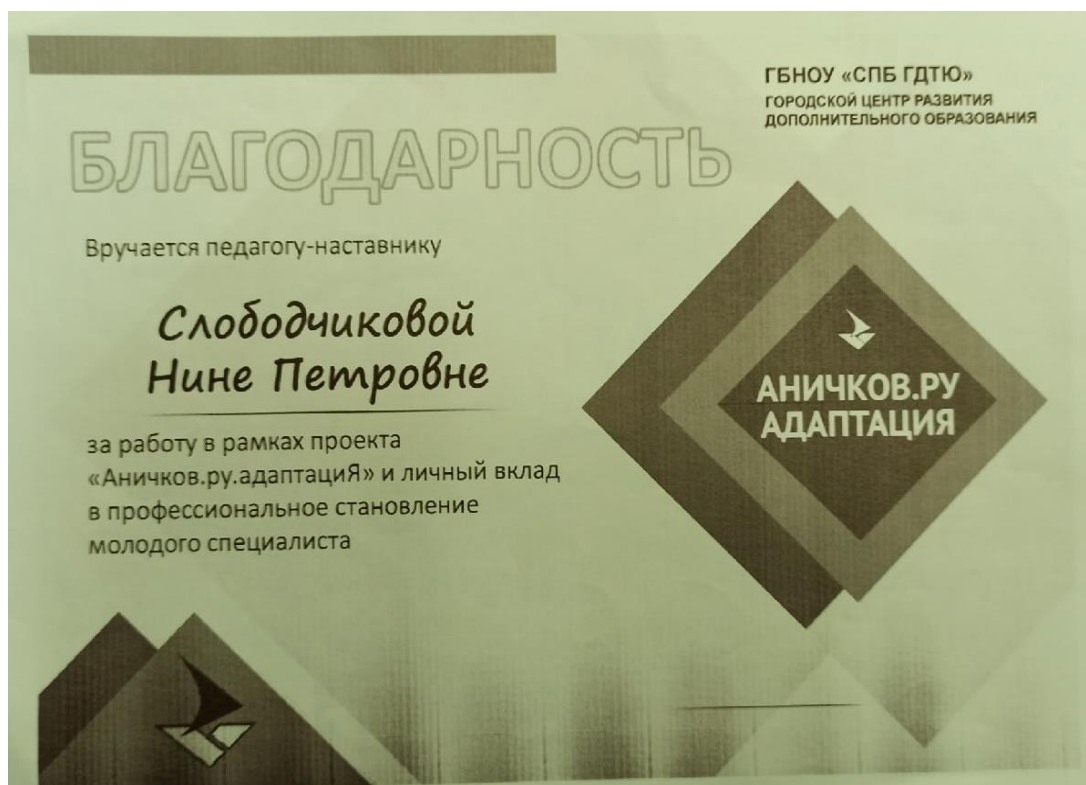 ГБНОУ «СПБ ГДТЮ»
ГОРОДСКОЙ ЦЕНТР РАЗВИТИЯ
ДОПОЛНИТЕЛЬНОГО ОБРАЗОВАНИЯ
БЛАГОДАРНОСТЬ
Вручается педагогу-наставнику
Слободчиковой
Нине Петровне
за работу в рамках проекта
«Аничков.ру.адаптациЯ» и личный вклад
в профессиональное становление
молодого специалиста
АНИЧКОВ.РУ
АДАПТАЦИЯ